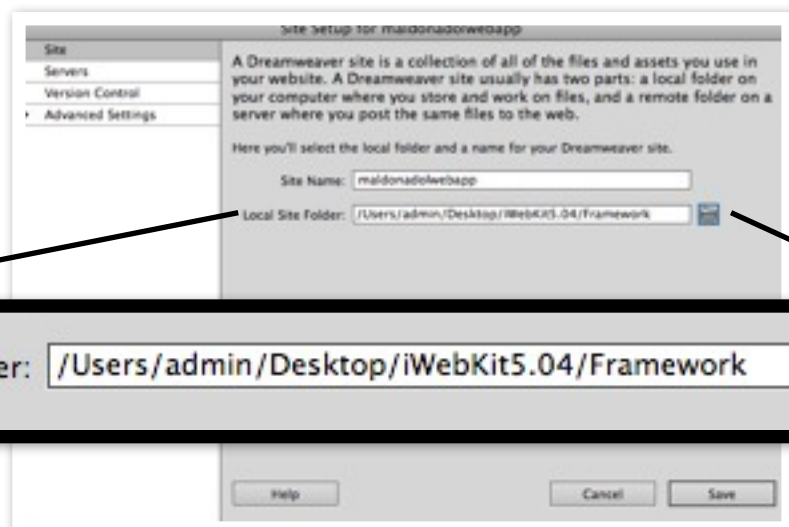 Site Setup for maldonadolwebapp
Site
Servers
Version Control
Advanced Settings
A Dreamweaver site is a collection of all of the files and assets you use in
your website. A Dreamweaver site usually has two parts: a local folder on
your computer where you store and work on files, and a remote folder on a
server where you post the same files to the web.
Here you'll select the local folder and a name for your Dreamweaver site.
Site Name: maldonadolwebapp
Local Site Folder: /Users/admin/Desktop/iWebKit5.04/Framework
er: /Users/admin/Desktop/iWebKit5.04/Framework
Help
Cancel
Save